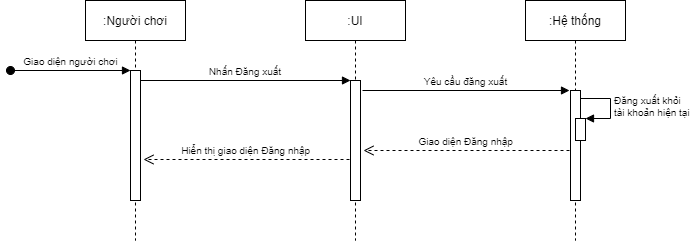 :Người chơi
:UI
:Hệ thống
Giao diện người chơi
Nhấn Đăng xuất
Yêu cầu đăng xuất
Đăng xuất khỏi
tài khoản hiện tại
Giao diện Đăng nhập
Hiển thị giao diện Đăng nhập